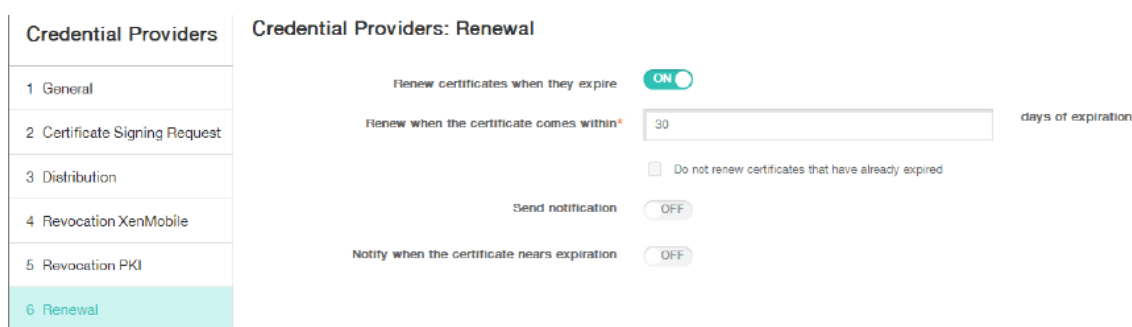 Credential Providers
1 General
2 Certificate Signing Request
3 Distribution
4 Revocation XenMobile
5 Revocation PKI
6 Renewal
Credential Providers: Renewal
Renew certificates when they expire ON
Renew when the certificate comes within* 30 days of expiration
Do not renew certificates that have already expired
Send notification OFF
Notify when the certificate nears expiration OFF